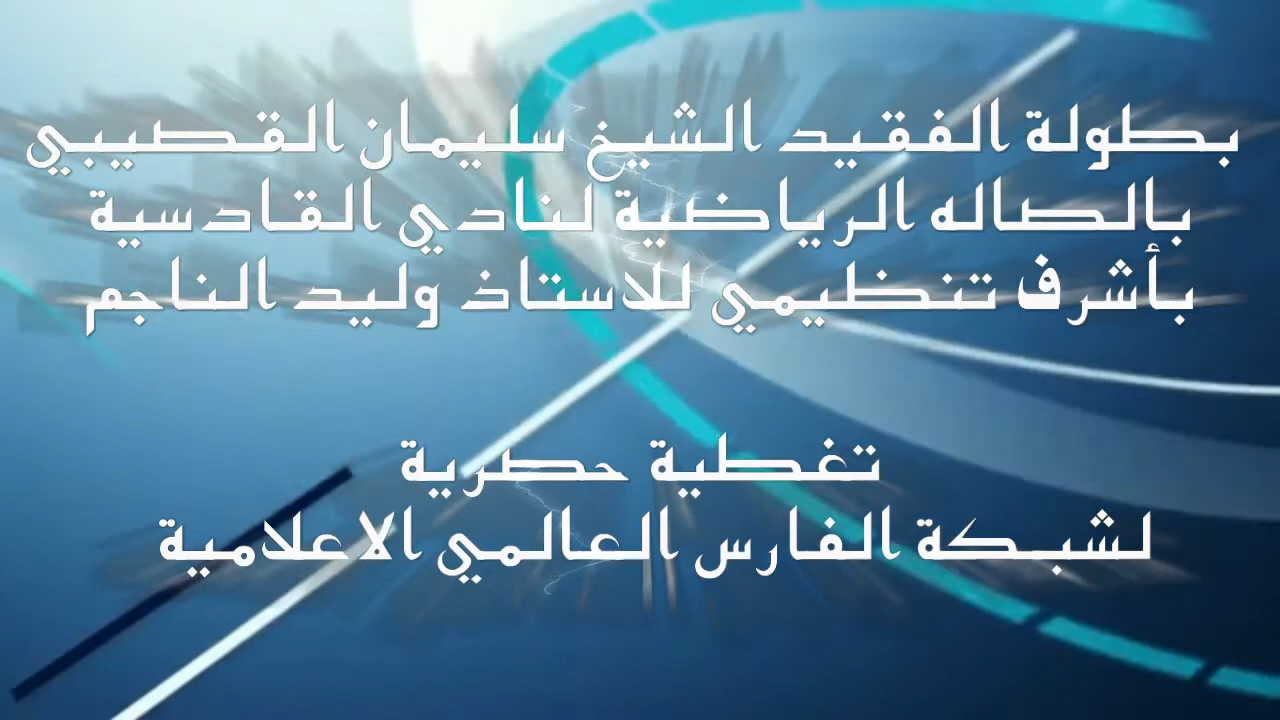 بطولة الفقيد الشيخ سليمان القصيبي
بالصاله الرياضية لنادي القادسية
بأشرف تنظيمي للاستاذ وليد الناجم
تغطية حصرية
لشبكة الفارس العالمي الاعلامية